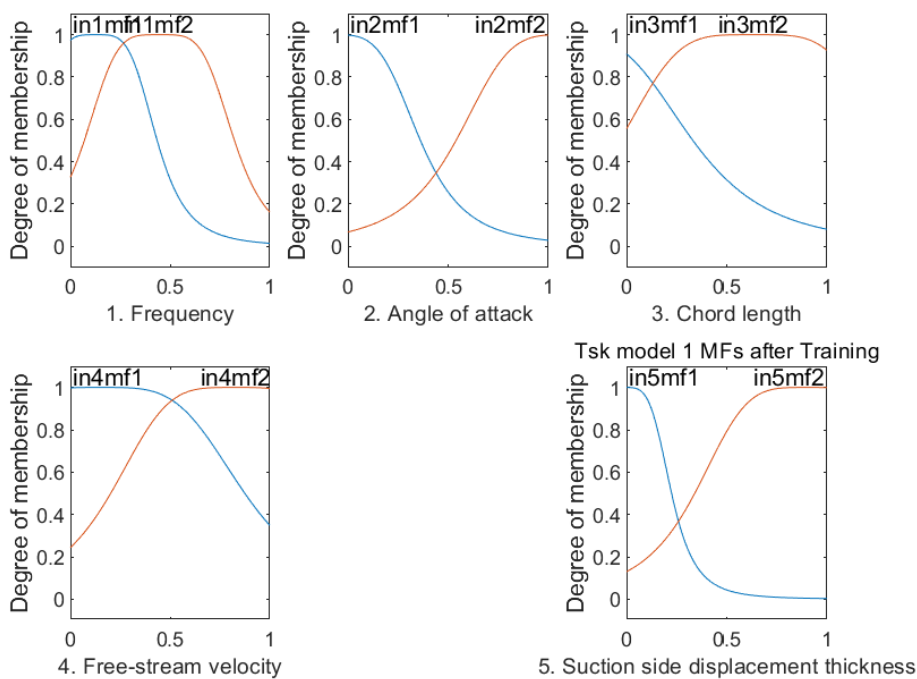 in1mf1 in1mf2
Degree of membership
1
0.8
0.6
0.4
0.2
0
0 0.5 1
1. Frequency
in2mf1 in2mf2
Degree of membership
1
0.8
0.6
0.4
0.2
0
0 0.5 1
2. Angle of attack
in3mf1 in3mf2
Degree of membership
1
0.8
0.6
0.4
0.2
0
0 0.5 1
3. Chord length
in4mf1 in4mf2
Degree of membership
1
0.8
0.6
0.4
0.2
0
0 0.5 1
4. Free-stream velocity
Tsk model 1 MFs after Training
in5mf1 in5mf2
Degree of membership
1
0.8
0.6
0.4
0.2
0
0 0.5 1
5. Suction side displacement thickness